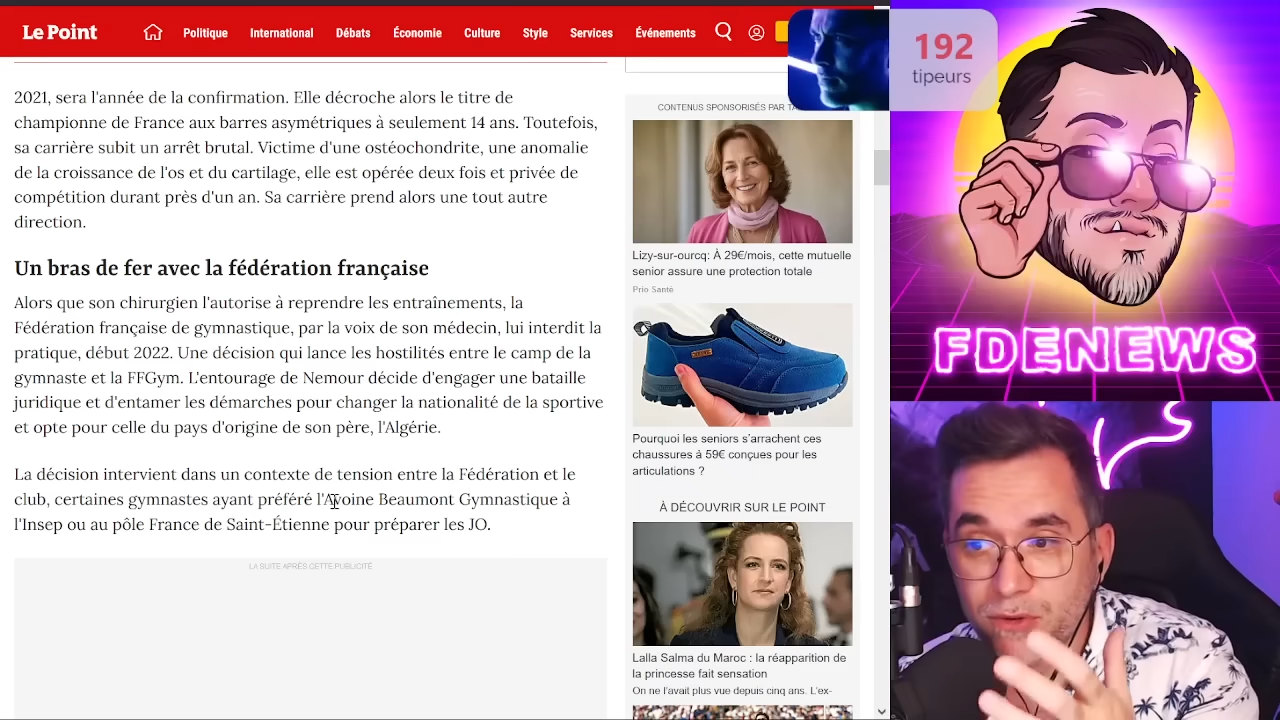 Le Point
Politique
International
Débats
Économie
Culture
Style
Services
Événements
2021, sera l'année de la confirmation. Elle décroche alors le titre de
championne de France aux barres asymétriques à seulement 14 ans. Toutefois,
sa carrière subit un arrêt brutal. Victime d'une ostéochondrite, une anomalie
de la croissance de l'os et du cartilage, elle est opérée deux fois et privée de
compétition durant près d'un an. Sa carrière prend alors une tout autre
direction.
Un bras de fer avec la fédération française
Alors que son chirurgien l'autorise à reprendre les entraînements, la
Fédération française de gymnastique, par la voix de son médecin, lui interdit la
pratique, début 2022. Une décision qui lance les hostilités entre le camp de la
gymnaste et la FFGym. L'entourage de Nemour décide d'engager une bataille
juridique et d'entamer les démarches pour changer la nationalité de la sportive
et opte pour celle du pays d'origine de son père, l'Algérie.
La décision intervient dans un contexte de tension entre la Fédération et le
club, certaines gymnastes ayant préféré l'Avoine Beaumont Gymnastique à
l'Insep ou au pôle France de Saint-Étienne pour préparer les JO.
LA SUITE APRÈS CETTE PUBLICITÉ
CONTENUS SPONSORISÉS PAR
Lizy-sur-ourcq: À 29€/mois, cette mutuelle
senior assure une protection totale
Prio Santé
Pourquoi les seniors s'arrachent ces
chaussures à 59€ conçues pour les
articulations ?
À DÉCOUVRIR SUR LE POINT
Lalla Salma du Maroc : la réapparition de
la princesse fait sensation
On ne l'avait plus vue depuis cinq ans. L'ex-
192
tipeurs
FDENEWS